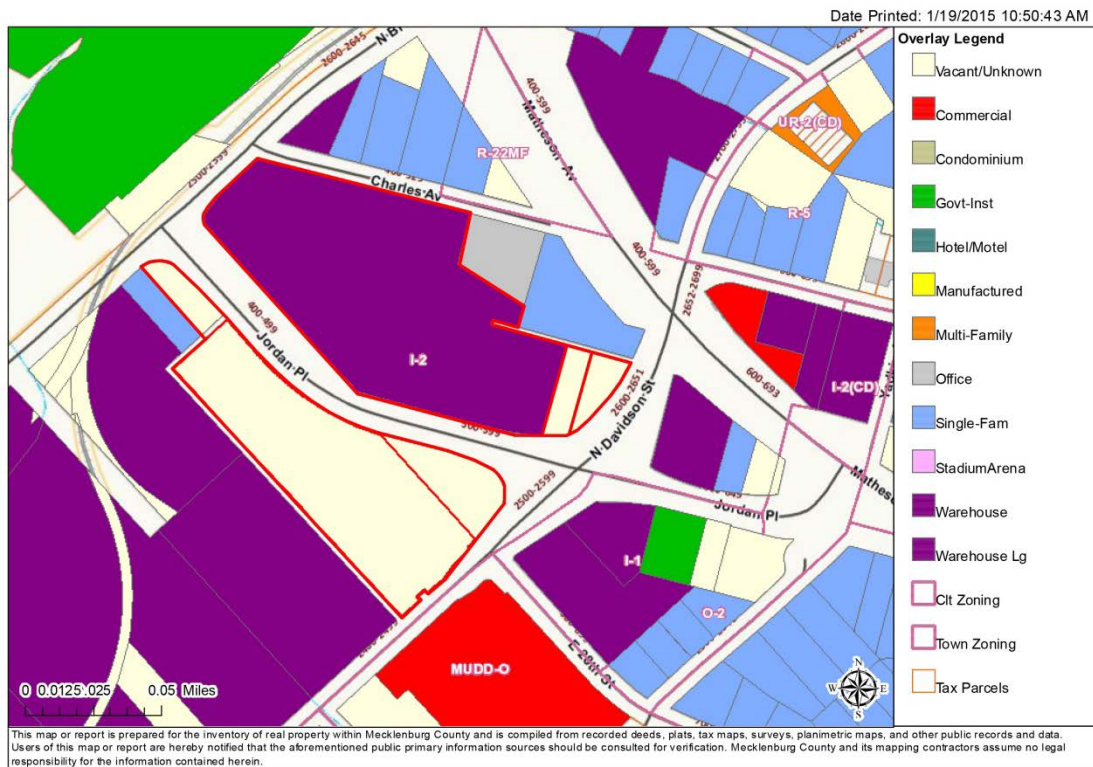 Date Printed: 1/19/2015 10:50:43 AM
Overlay Legend
Vacant/Unknown
Commercial
Condominium
Govt-Inst
Hotel/Motel
Manufactured
Multi-Family
Office
Single-Fam
StadiumArena
Warehouse
Warehouse Lg
Clt Zoning
Town Zoning
Tax Parcels
2600-2645
400-599
Matheson Av
UR-2(CD)
R-22MF
2500-2599
Charles Av
R-5
400-599
2652-2699
400-499
Jordan Pl
I-2
2600-2651
600-693
I-2(CD)
N Davidson St
2500-2599
Jordan Pl
I-1
O-2
MUDD-O
E 28th St
0 0.0125.025 0.05 Miles
N
W E
S
This map or report is prepared for the inventory of real property within Mecklenburg County and is compiled from recorded deeds, plats, tax maps, surveys, planimetric maps, and other public records and data.
Users of this map or report are hereby notified that the aforementioned public primary information sources should be consulted for verification. Mecklenburg County and its mapping contractors assume no legal
responsibility for the information contained herein.